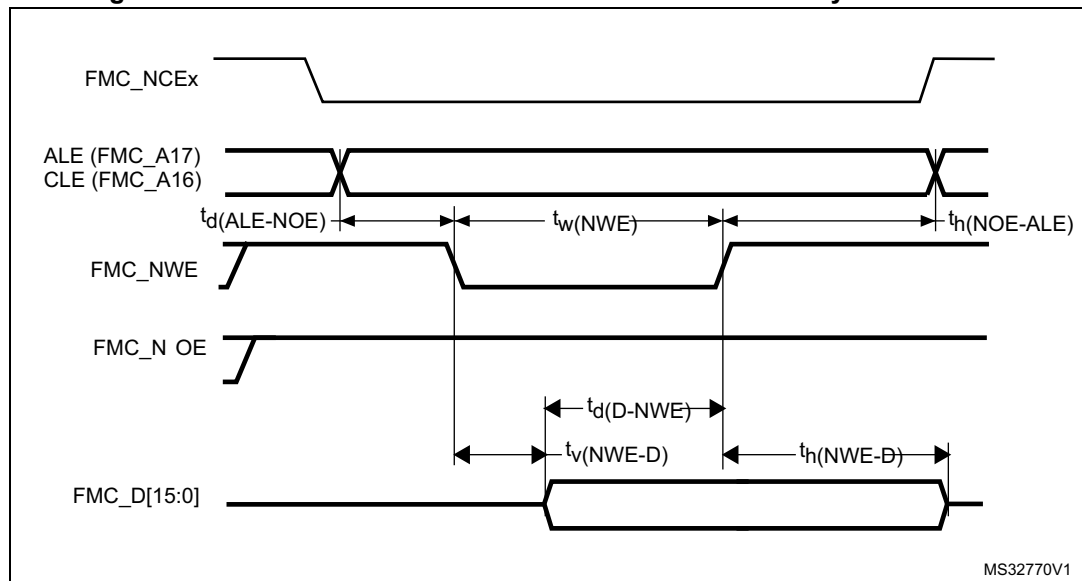 FMC_NCEx
ALE (FMC_A17)
CLE (FMC_A16)
td(ALE-NOE)
tw(NWE)
th(NOE-ALE)
FMC_NWE
FMC_N OE
td(D-NWE)
tv(NWE-D)
th(NWE-D)
FMC_D[15:0]
MS32770V1